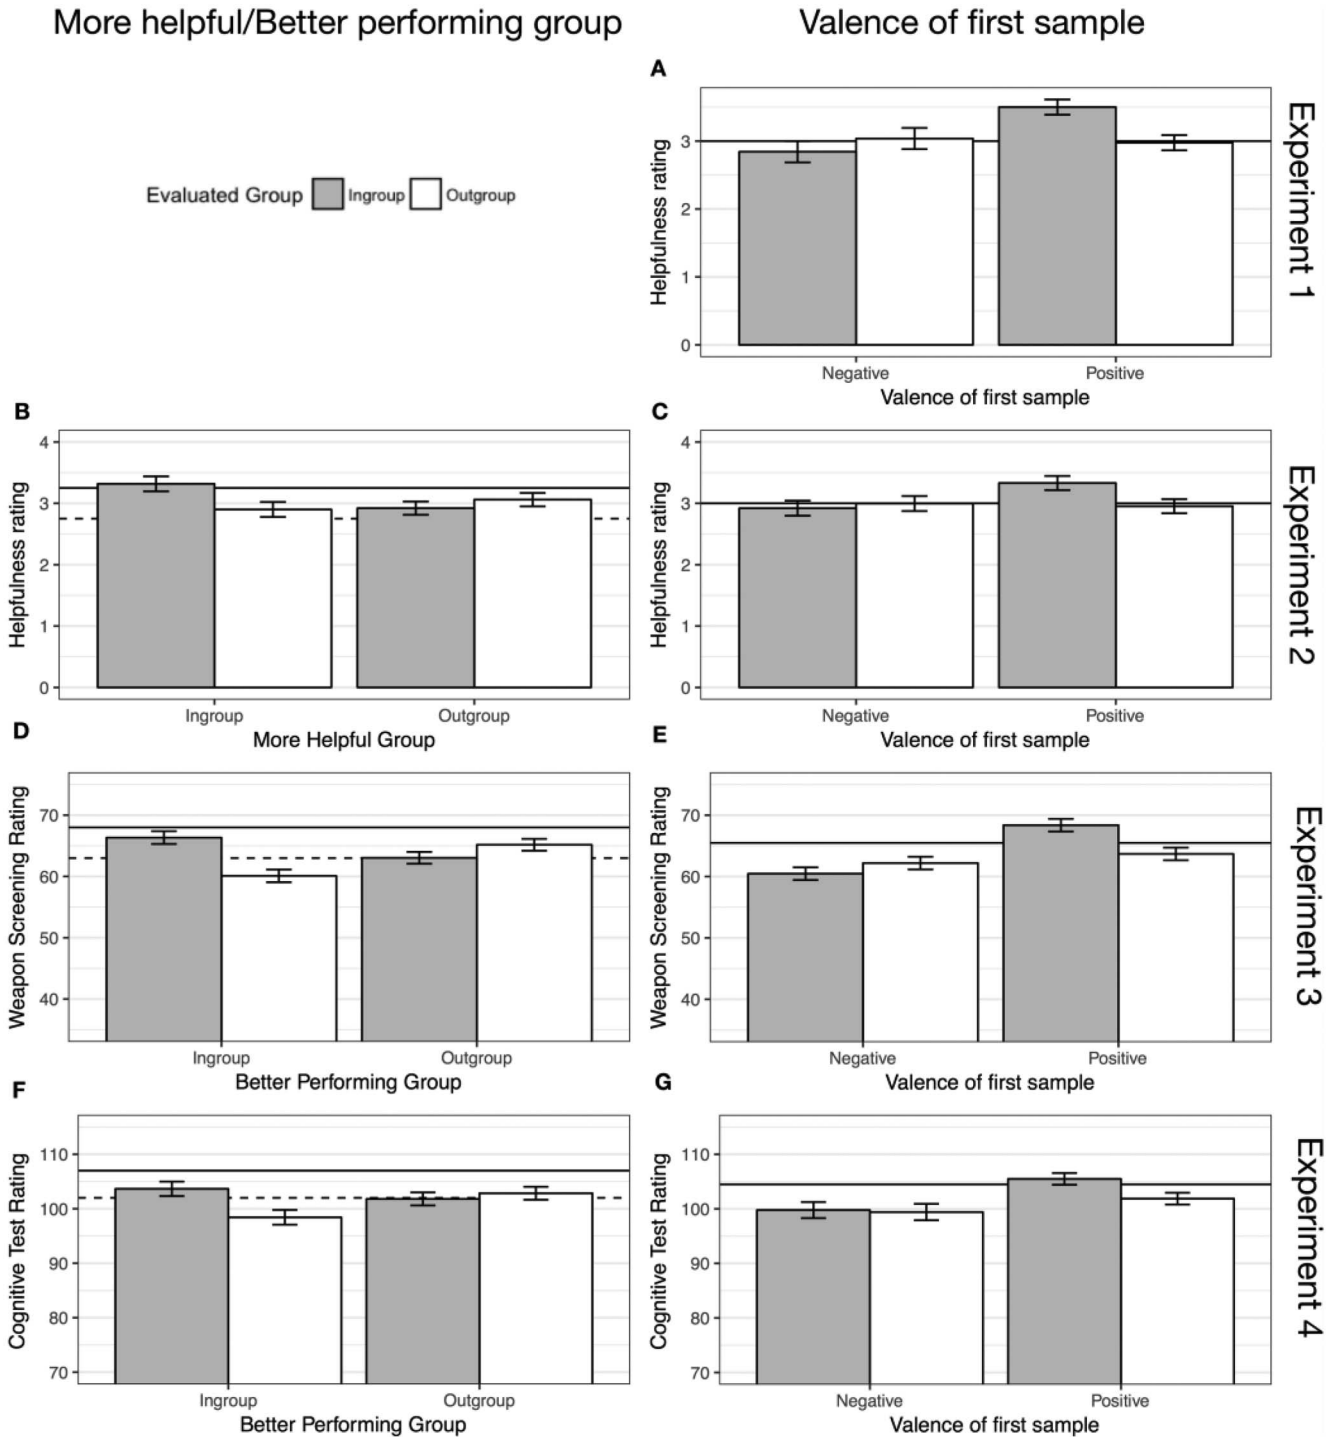 More helpful/Better performing group
Valence of first sample
Evaluated Group Ingroup Outgroup
A
Helpfulness rating
3
2
1
0
Negative Positive
Valence of first sample
Experiment 1
B
Helpfulness rating
4
3
2
1
0
Ingroup Outgroup
More Helpful Group
C
Helpfulness rating
4
3
2
1
0
Negative Positive
Valence of first sample
Experiment 2
D
Weapon Screening Rating
70
60
50
40
Ingroup Outgroup
Better Performing Group
E
Weapon Screening Rating
70
60
50
40
Negative Positive
Valence of first sample
Experiment 3
F
Cognitive Test Rating
110
100
90
80
70
Ingroup Outgroup
Better Performing Group
G
Cognitive Test Rating
110
100
90
80
70
Negative Positive
Valence of first sample
Experiment 4